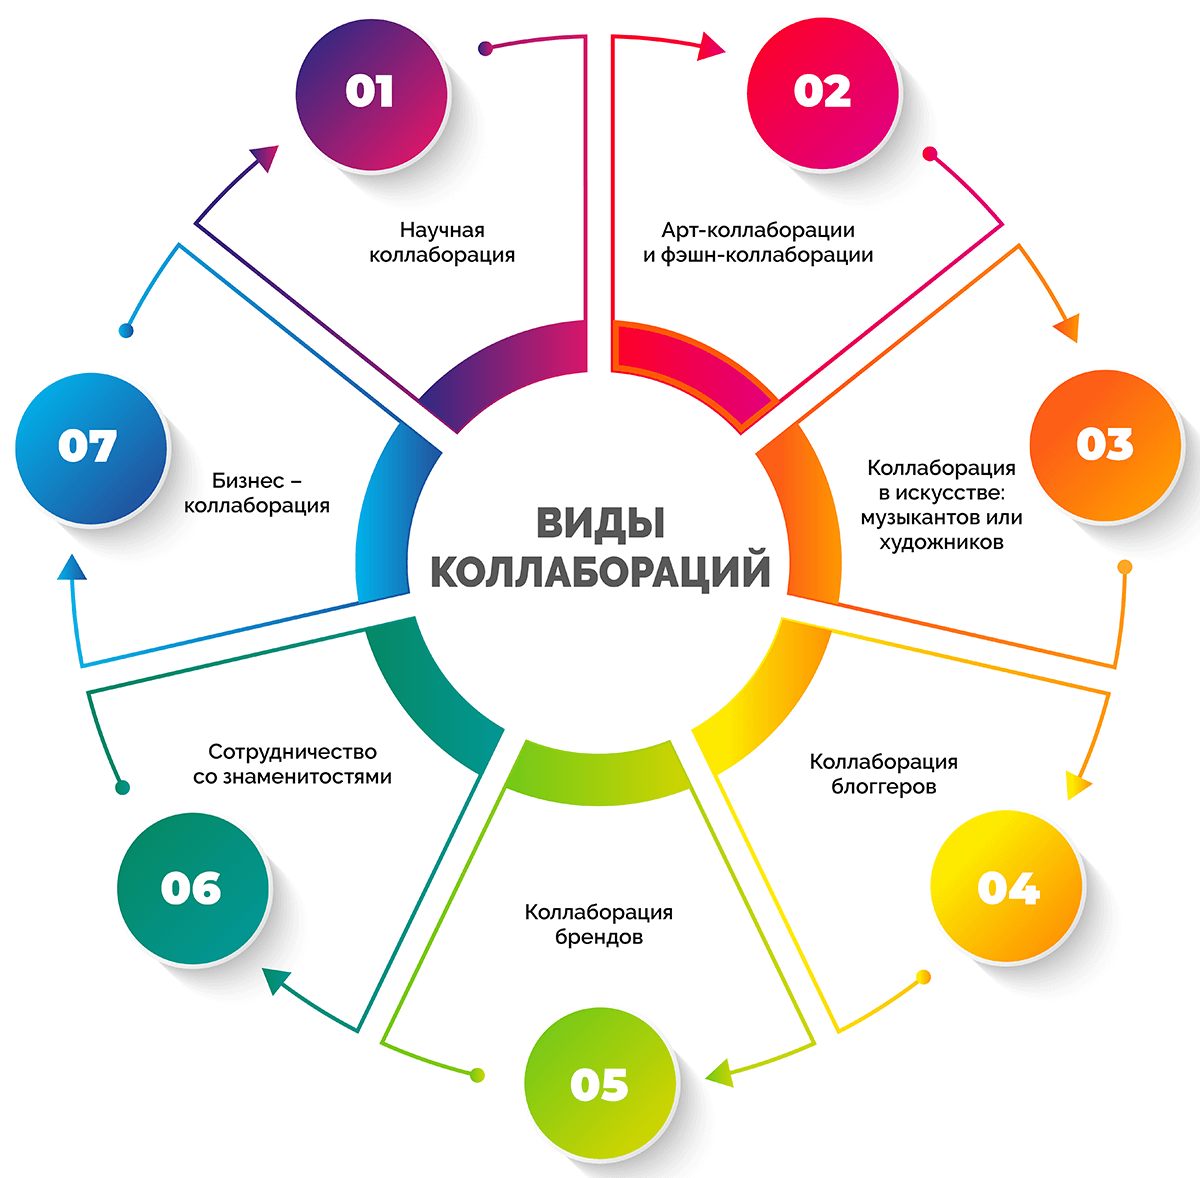 ВИДЫ
КОЛЛАБОРАЦИЙ
01
Научная
коллаборация
02
Арт-коллаборации
и фэшн-коллаборации
03
Коллаборация
в искусстве:
музыкантов или
художников
04
Коллаборация
блоггеров
05
Коллаборация
брендов
06
Сотрудничество
со знаменитостями
07
Бизнес –
коллаборация